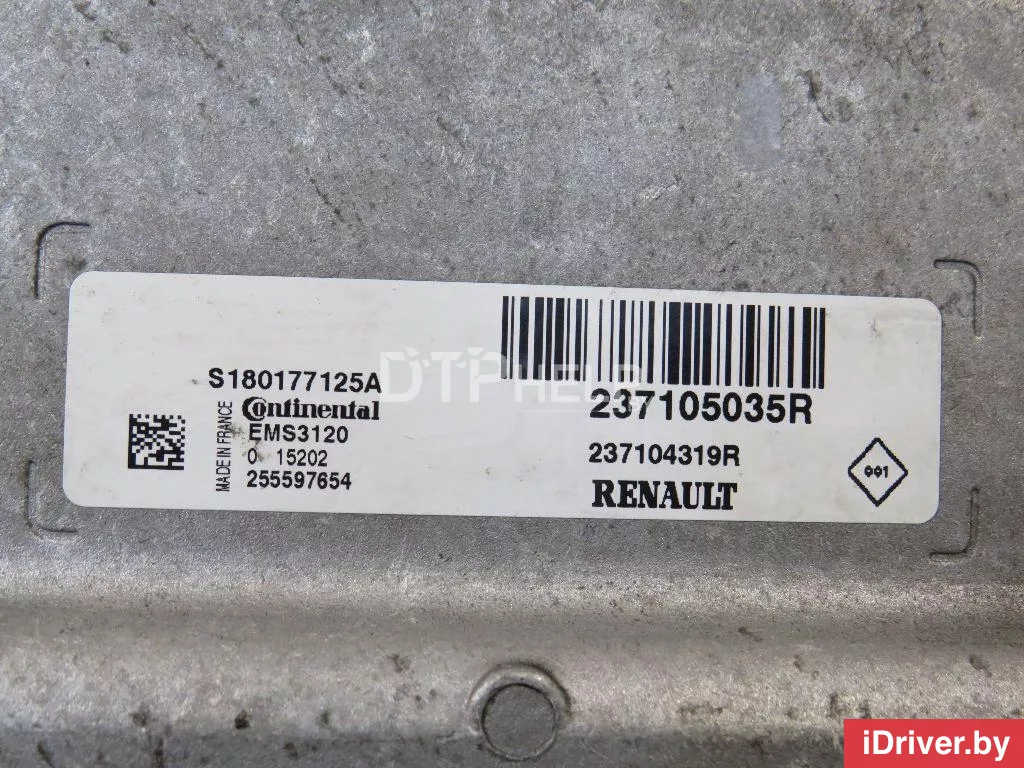 S180177125A
Continental
EMS3120
0 15202
255597654
MADE IN FRANCE
237105035R
237104319R
RENAULT
001
DTPHELP
iDriver.by